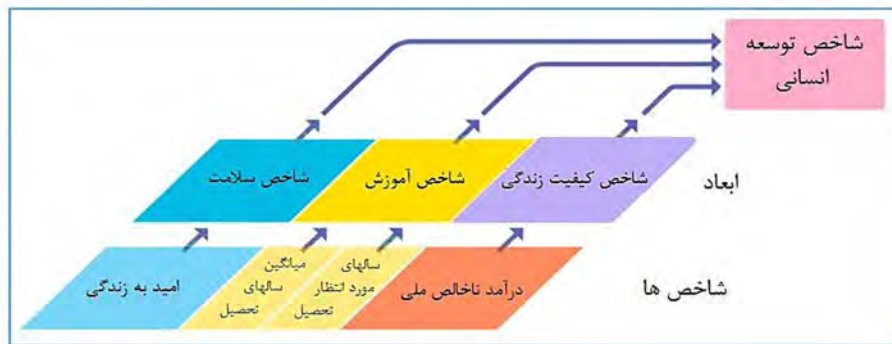 شاخص توسعه
انسانی
شاخص سلامت
شاخص آموزش
شاخص کیفیت زندگی
ابعاد
امید به زندگی
میانگین
سالهای
تحصیل
سالهای
مورد انتظار
تحصیل
درآمد ناخالص ملی
شاخص ها